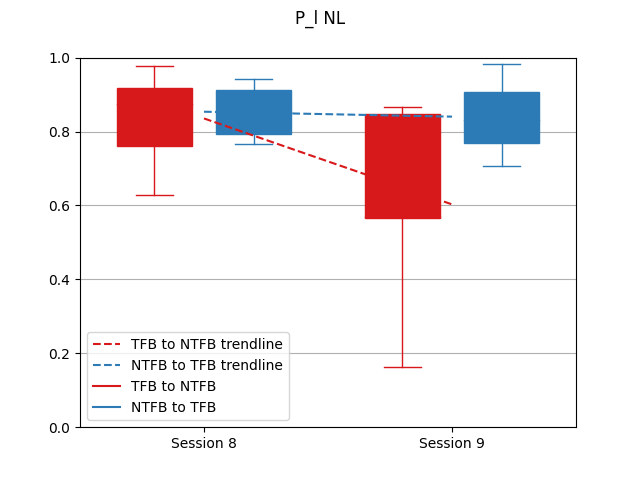 P_l NL
1.0
0.8
0.6
0.4
0.2
0.0
TFB to NTFB trendline
NTFB to TFB trendline
TFB to NTFB
NTFB to TFB
Session 8
Session 9